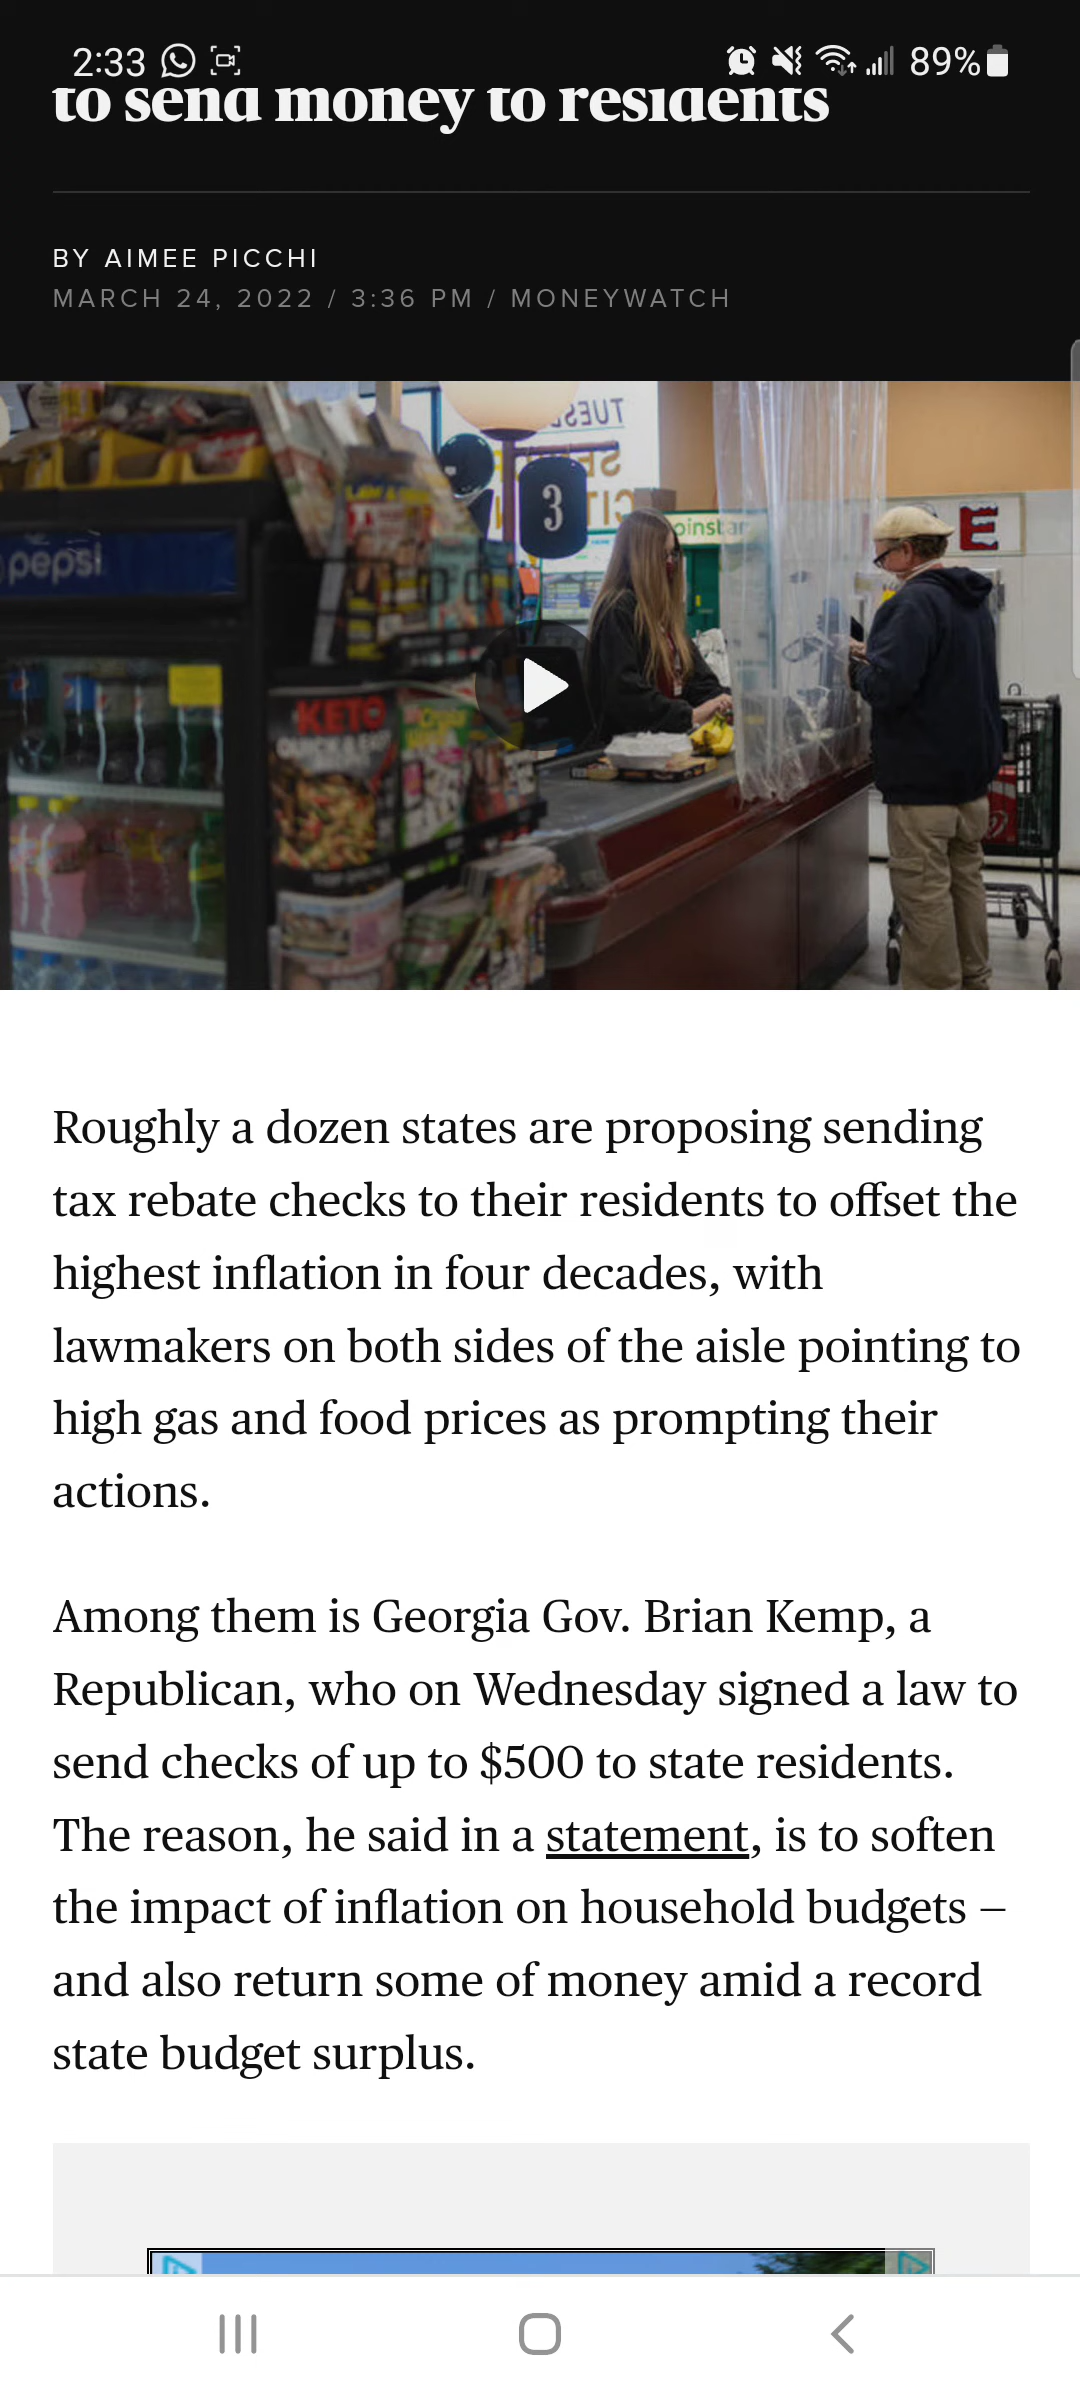 2:33
89%
to send money to residents
BY AIMEE PICCHI
MARCH 24, 2022 / 3:36 PM / MONEYWATCH
TUES
3
pepsi
coinstar
E
KETO
Roughly a dozen states are proposing sending
tax rebate checks to their residents to offset the
highest inflation in four decades, with
lawmakers on both sides of the aisle pointing to
high gas and food prices as prompting their
actions.
Among them is Georgia Gov. Brian Kemp, a
Republican, who on Wednesday signed a law to
send checks of up to $500 to state residents.
The reason, he said in a statement, is to soften
the impact of inflation on household budgets —
and also return some of money amid a record
state budget surplus.